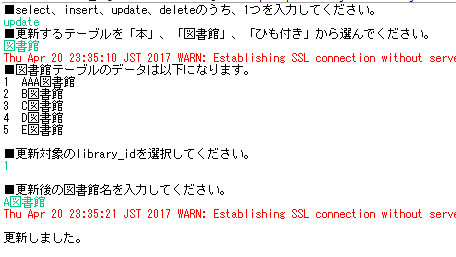 ■select、insert、update、deleteのうち、1つを入力してください。
update
■更新するテーブルを「本」、「図書館」、「ひも付き」から選んでください。
図書館
Thu Apr 20 23:35:10 JST 2017 WARN: Establishing SSL connection without serve
■図書館テーブルのデータは以下になります。
1 AAA図書館
2 B図書館
3 C図書館
4 D図書館
5 E図書館
■更新対象のlibrary_idを選択してください。
1
■更新後の図書館名を入力してください。
A図書館
Thu Apr 20 23:35:21 JST 2017 WARN: Establishing SSL connection without serve
更新しました。